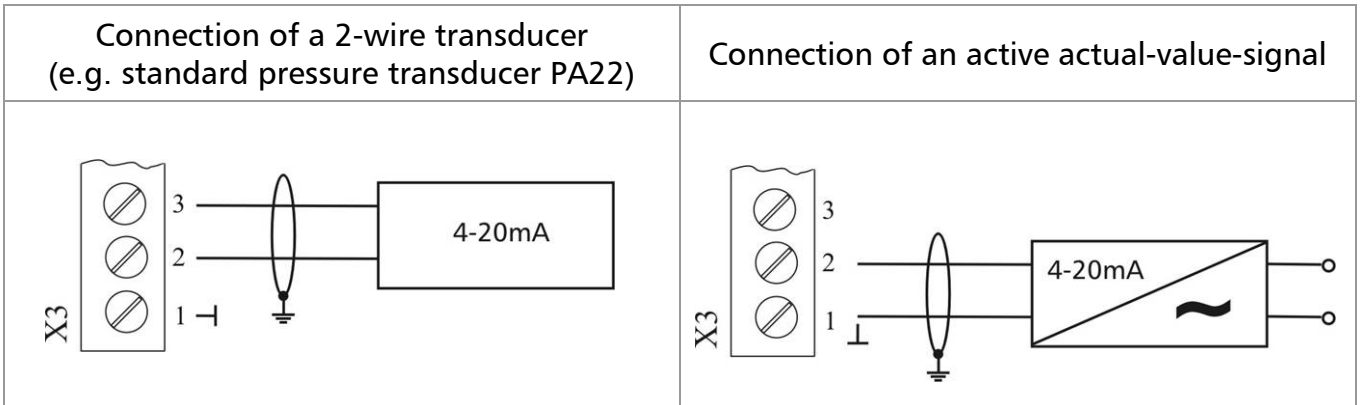 Connection of a 2-wire transducer
(e.g. standard pressure transducer PA22)
Connection of an active actual-value-signal
3
2
1
X3
4-20mA
3
2
1
X3
4-20mA